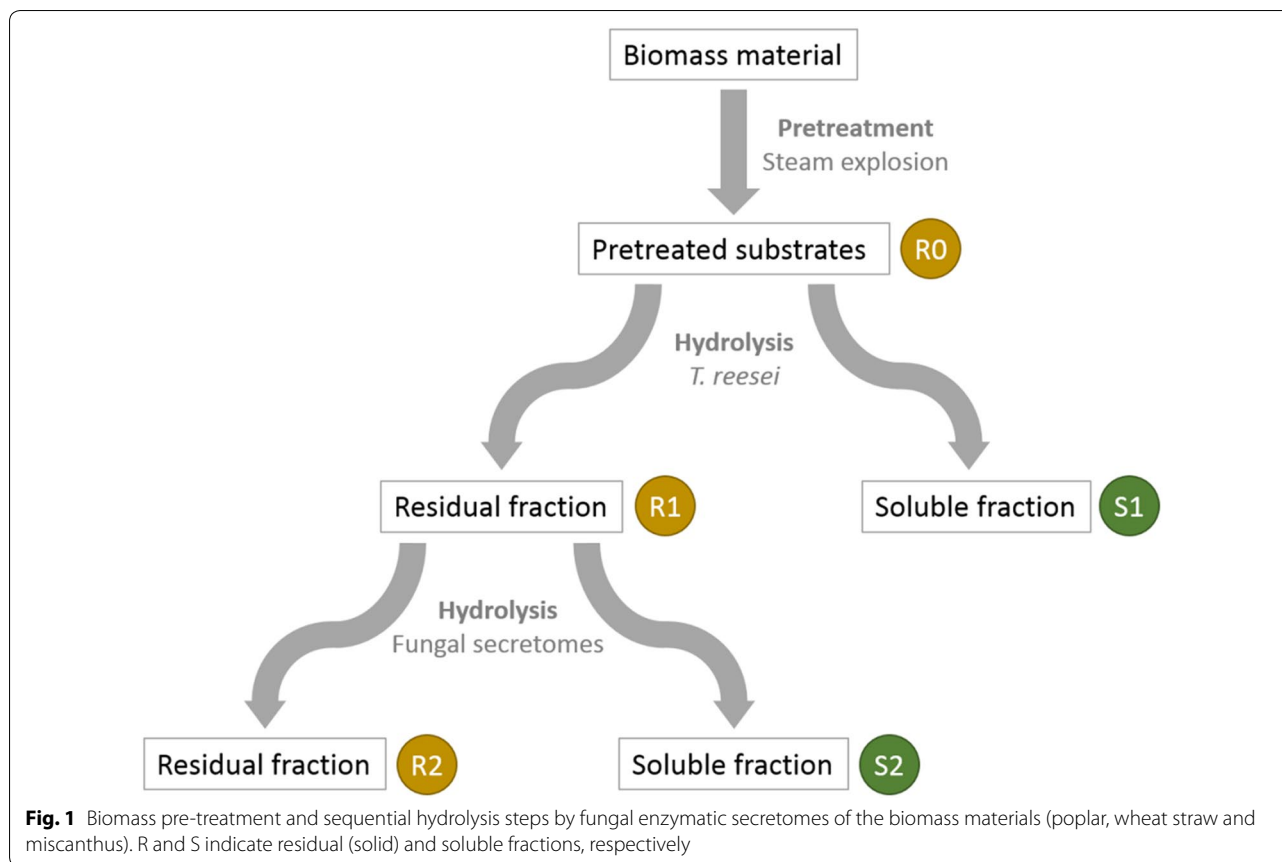 Biomass material
Pretreatment
Steam explosion
Pretreated substrates R0
Hydrolysis
T. reesei
Residual fraction R1
Soluble fraction S1
Hydrolysis
Fungal secretomes
Residual fraction R2
Soluble fraction S2
Fig. 1 Biomass pre-treatment and sequential hydrolysis steps by fungal enzymatic secretomes of the biomass materials (poplar, wheat straw and
miscanthus). R and S indicate residual (solid) and soluble fractions, respectively